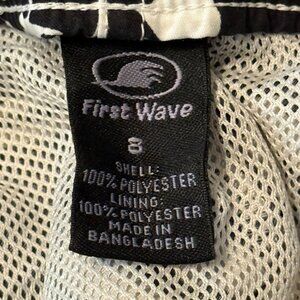 First Wave
8
SHELL:
100% POLYESTER
LINING:
100% POLYESTER
MADE IN
BANGLADESH